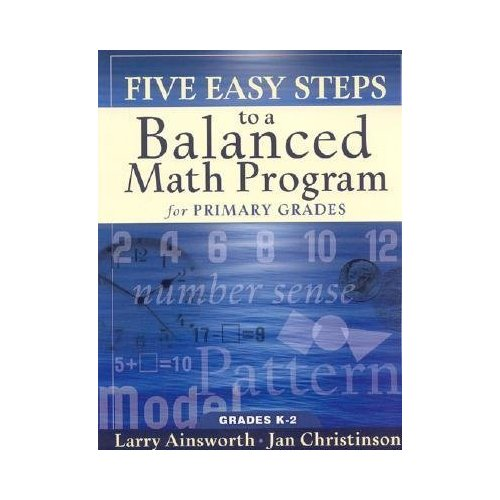 FIVE EASY STEPS
to a
Balanced
Math Program
for PRIMARY GRADES
2 4 6 8 10 12
number sense
17-□=9
5+□=10
Pattern
Model
GRADES K-2
Larry Ainsworth · Jan Christinson